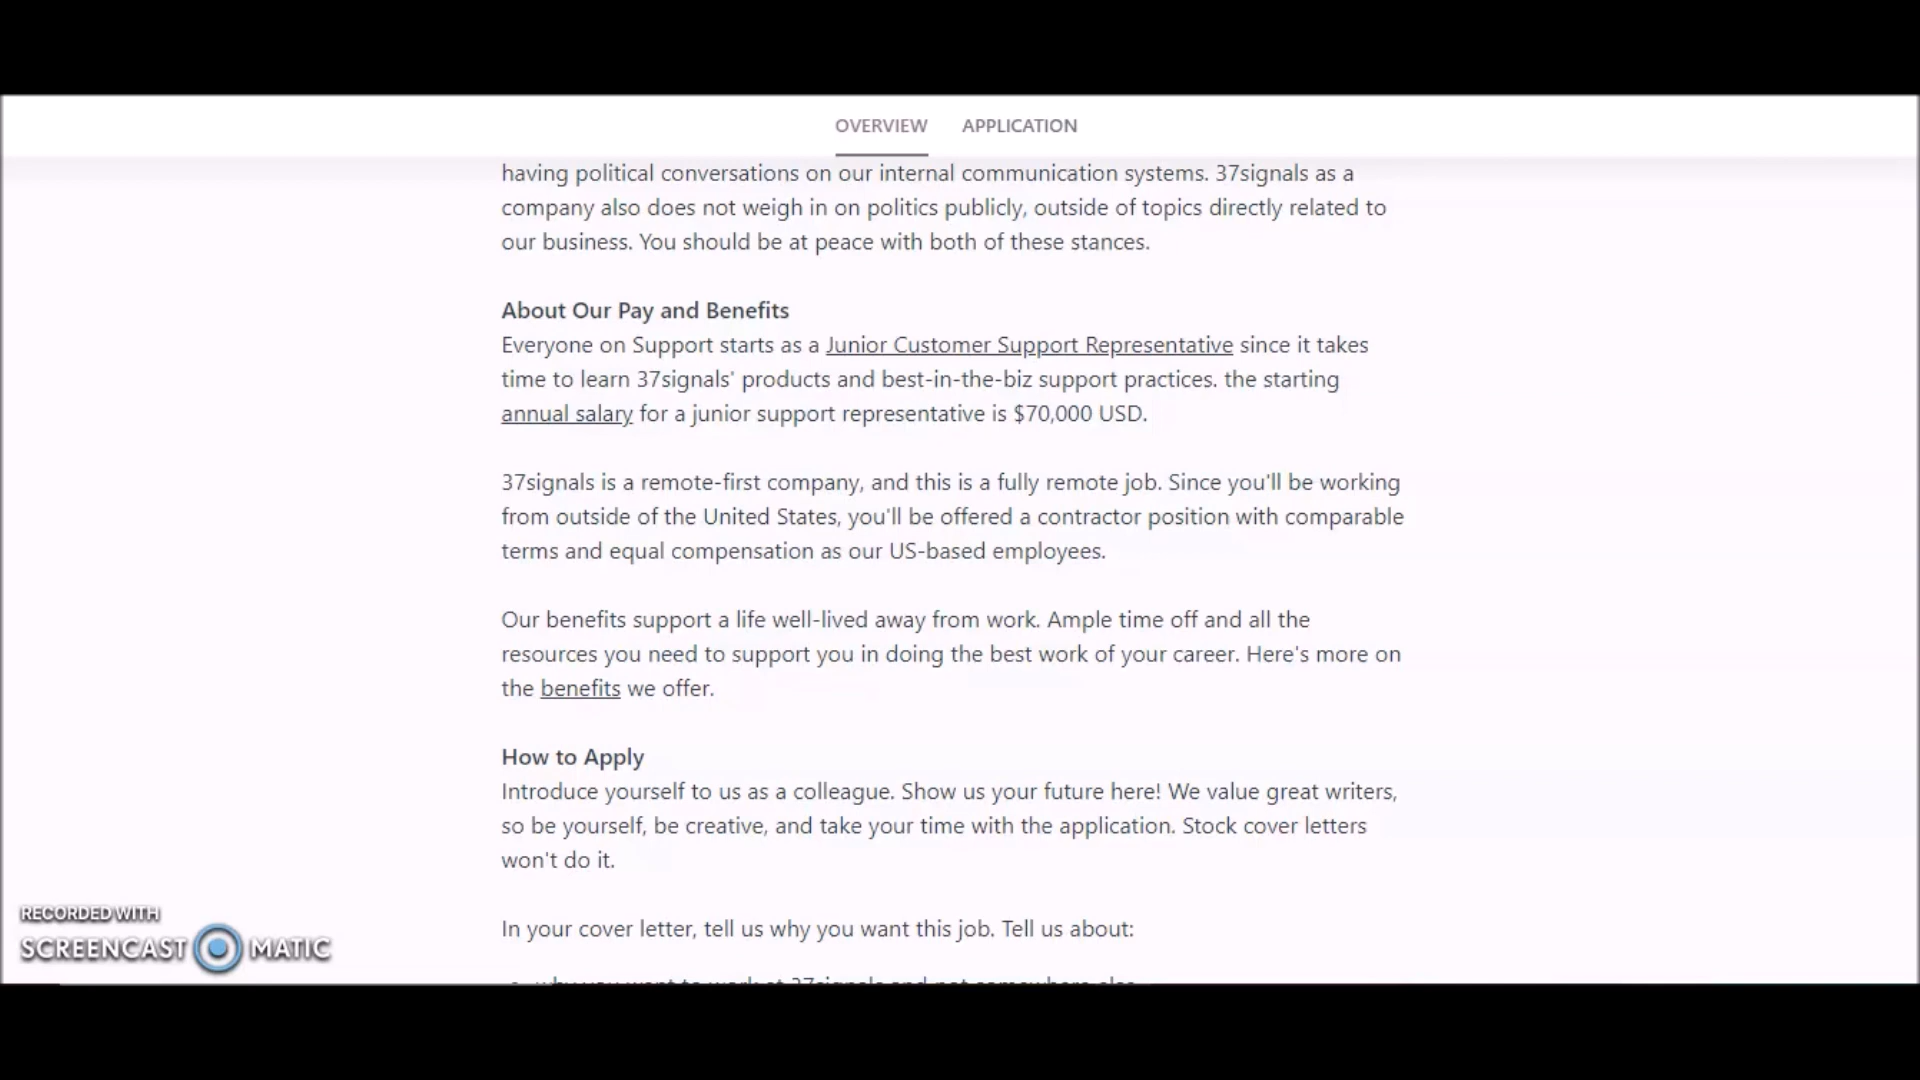 OVERVIEW APPLICATION
having political conversations on our internal communication systems. 37signals as a
company also does not weigh in on politics publicly, outside of topics directly related to
our business. You should be at peace with both of these stances.
About Our Pay and Benefits
Everyone on Support starts as a Junior Customer Support Representative since it takes
time to learn 37signals' products and best-in-the-biz support practices. the starting
annual salary for a junior support representative is $70,000 USD.
37signals is a remote-first company, and this is a fully remote job. Since you'll be working
from outside of the United States, you'll be offered a contractor position with comparable
terms and equal compensation as our US-based employees.
Our benefits support a life well-lived away from work. Ample time off and all the
resources you need to support you in doing the best work of your career. Here's more on
the benefits we offer.
How to Apply
Introduce yourself to us as a colleague. Show us your future here! We value great writers,
so be yourself, be creative, and take your time with the application. Stock cover letters
won't do it.
In your cover letter, tell us why you want this job. Tell us about:
why you want to work at 37signals and not somewhere else
RECORDED WITH
SCREENCAST MATIC